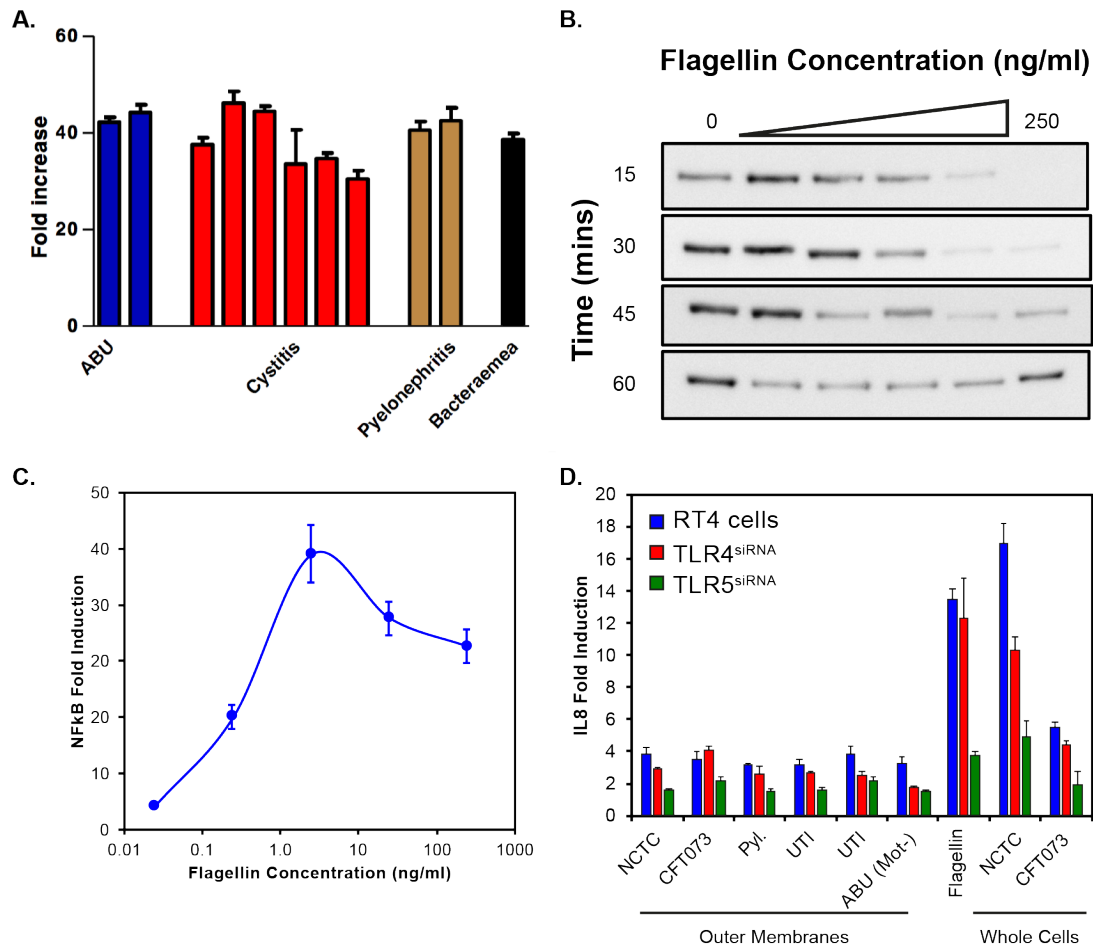 A.
60
40
20
0
Fold increase
ABU
Cystitis
Pyelonephritis
Bacteraemea
B.
Flagellin Concentration (ng/ml)
0
250
15
30
45
60
Time (mins)
C.
50
40
30
20
20
10
0
NFkB Fold Induction
0.01
0.1
1.0
10
100
1000
Flagellin Concentration (ng/ml)
D.
20
18
16
14
12
10
8
6
4
2
0
IL8 Fold Induction
RT4 cells
TLR4siRNA
TLR5siRNA
NCTC
CFT073
Pyl.
UTI
UTI
ABU (Mot-)
Flagellin
NCTC
CFT073
Outer Membranes
Whole Cells